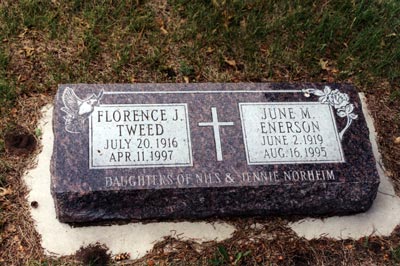 FLORENCE J.
TWEED
JULY 20, 1916
APR. 11, 1997
JUNE M.
ENERSON
JUNE 2, 1919
AUG. 16, 1995
DAUGHTERS OF NILS & JENNIE NORHEIM